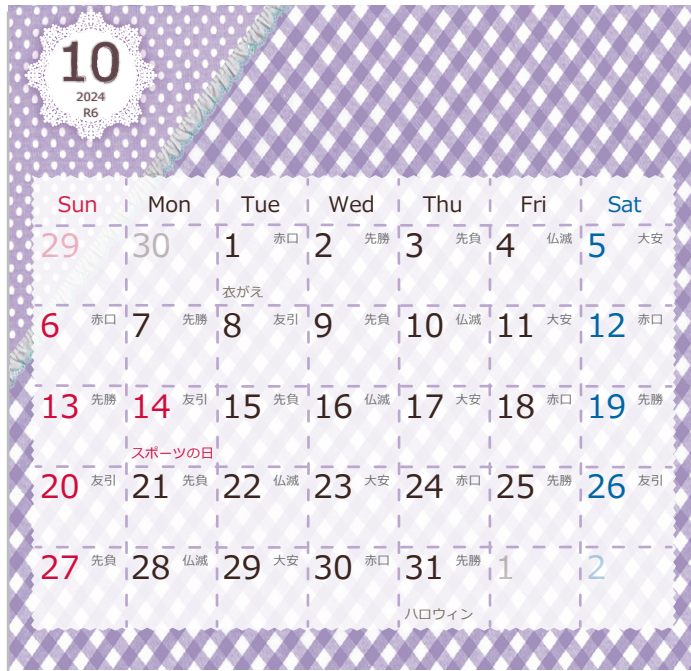 10
2024
R6
Sun Mon Tue Wed Thu Fri Sat
29 30 1 赤口 2 先勝 3 先負 4 仏滅 5 大安
衣がえ
6 赤口 7 先勝 8 友引 9 先負 10 仏滅 11 大安 12 赤口
13 先勝 14 友引 15 先負 16 仏滅 17 大安 18 赤口 19 先勝
スポーツの日
20 友引 21 先負 22 仏滅 23 大安 24 赤口 25 先勝 26 友引
27 先負 28 仏滅 29 大安 30 赤口 31 先勝 1 2
ハロウィン